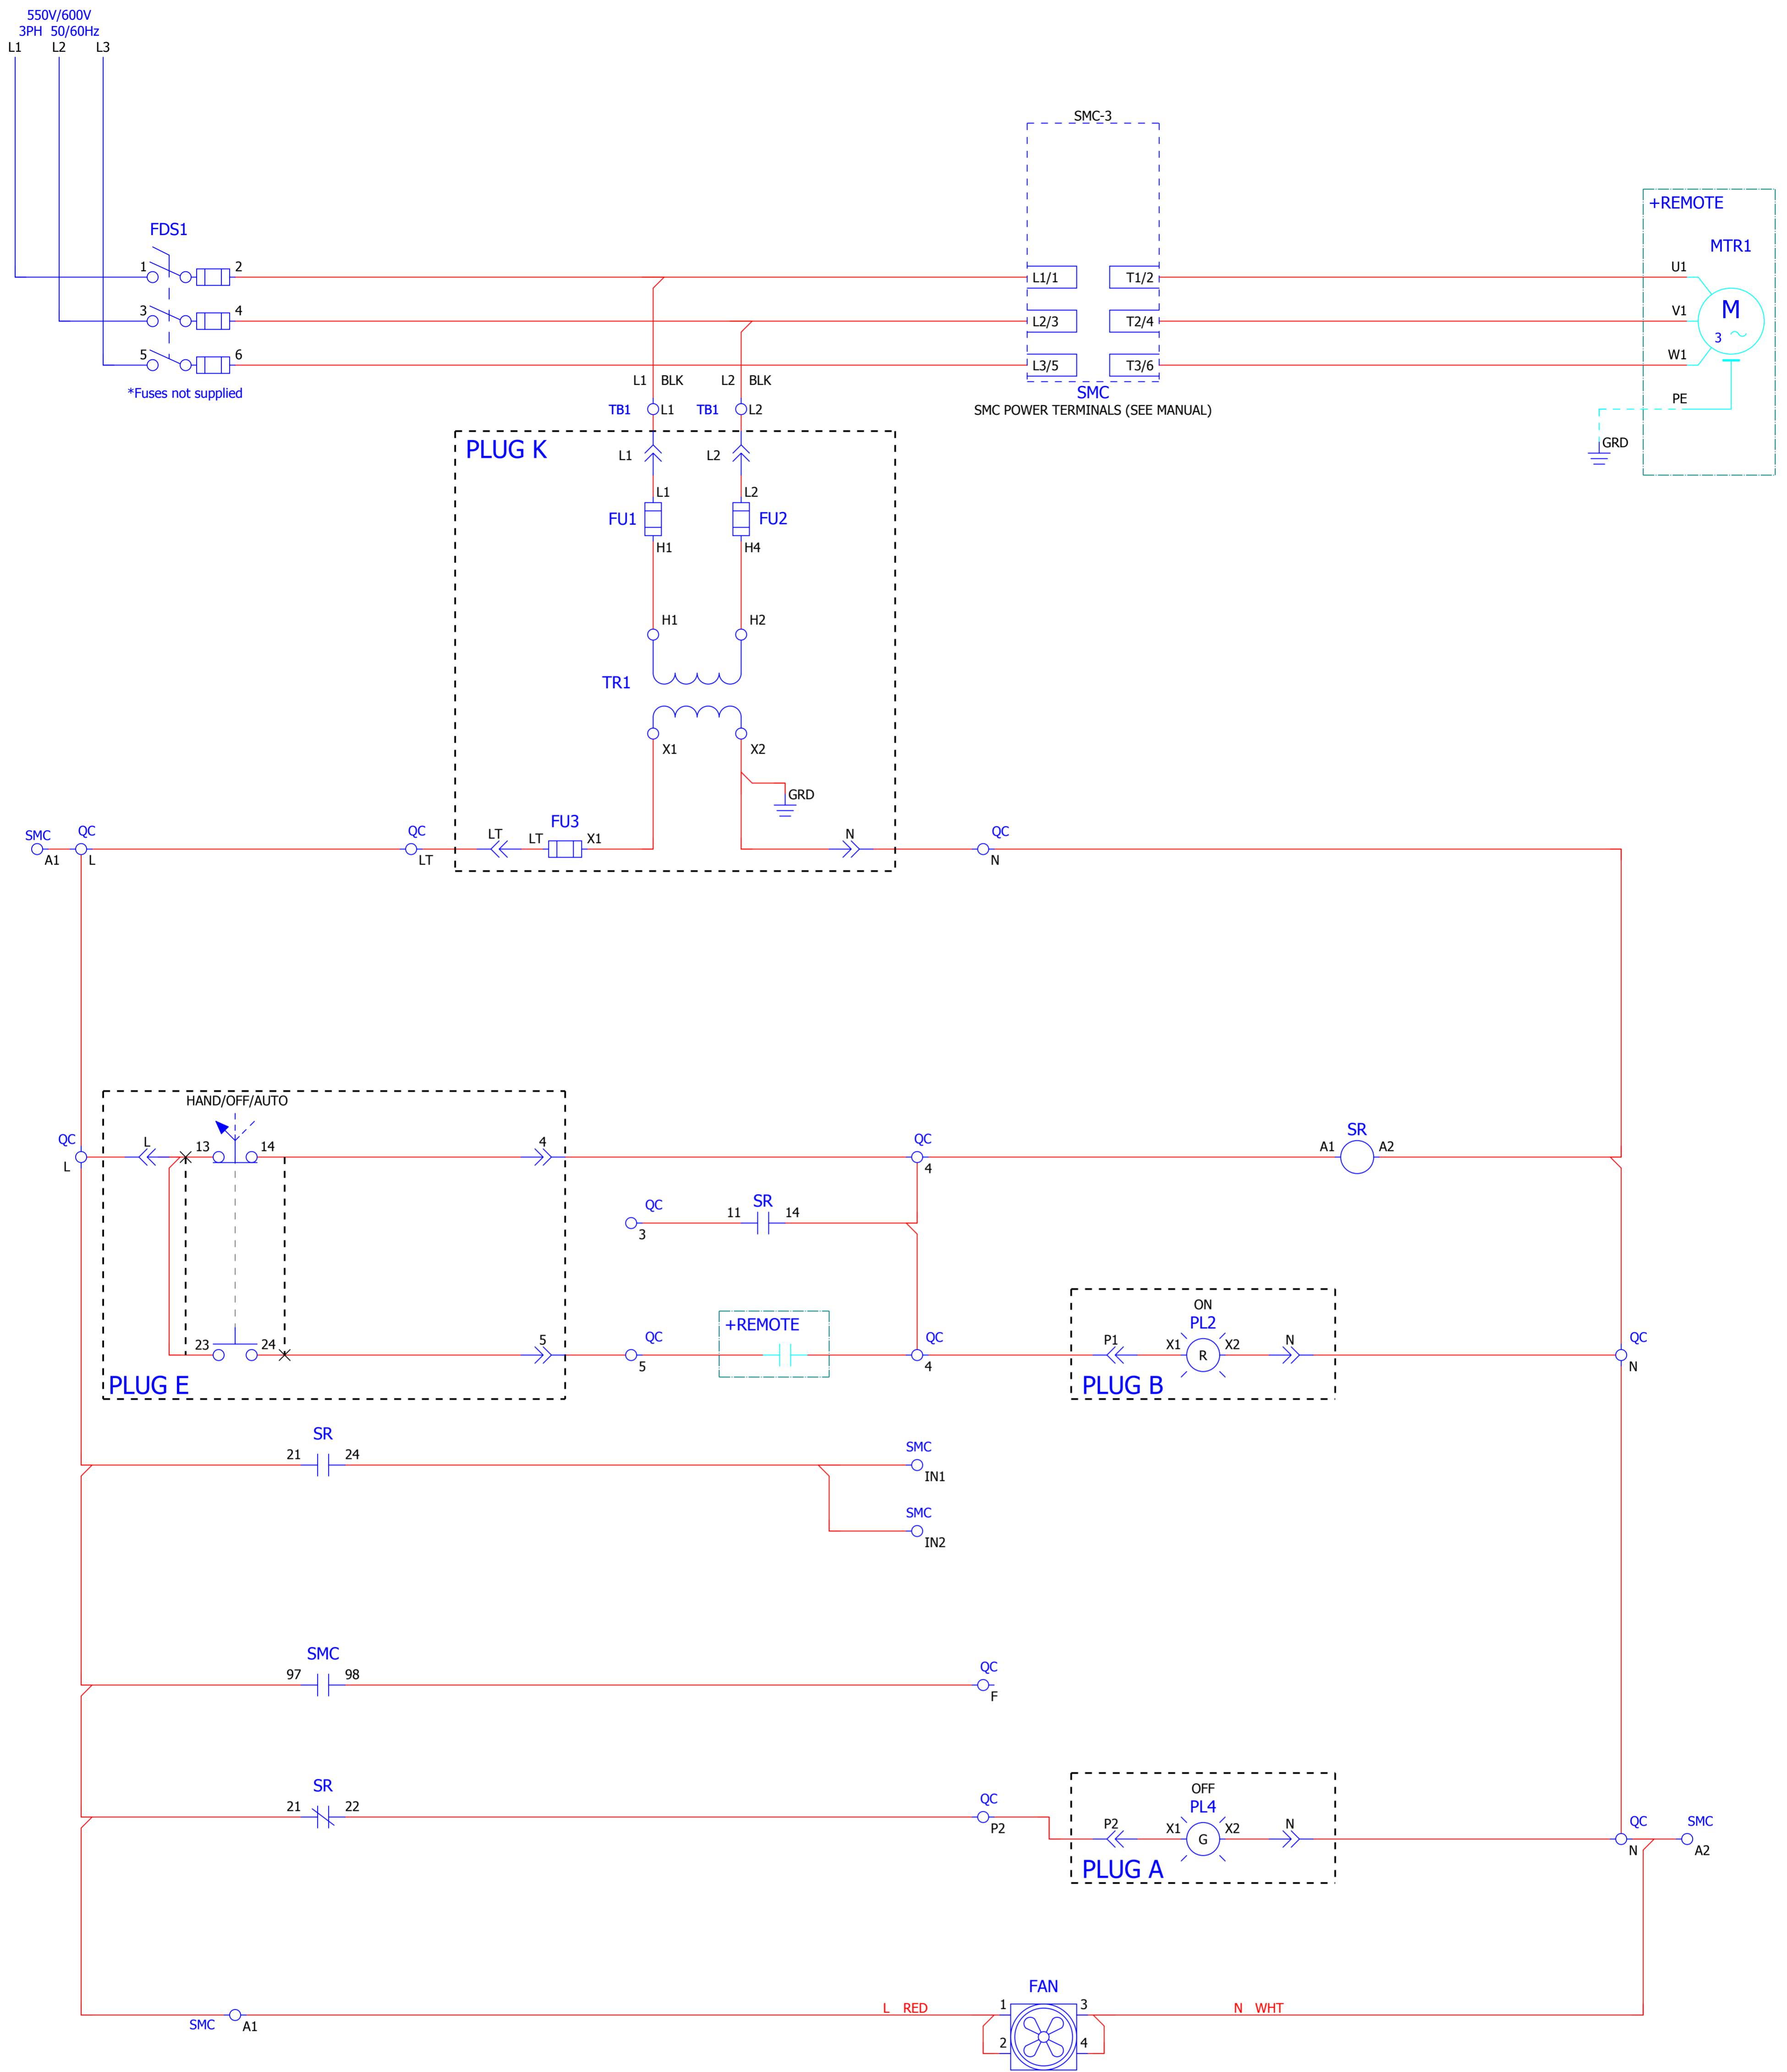 550V/600V
3PH 50/60Hz
L1 L2 L3
SMC-3
+REMOTE
FDS1
MTR1
1 2 L1/1 T1/2 U1
3 4 L2/3 T2/4 V1
M
3
5 6 L3/5 T3/6 W1
*Fuses not supplied
L1 BLK L2 BLK
SMC
PE
TB1 L1 TB1 L2
SMC POWER TERMINALS (SEE MANUAL)
GRD
PLUG K
L1 L2
L1 L2
FU1 FU2
H1 H4
H1 H2
TR1
X1 X2
GRD
SMC QC QC LT LT FU3 X1 N QC
A1 L LT N
HAND/OFF/AUTO
QC L 13 14 4 QC A1 SR A2
L 4
QC 11 SR 14
3
ON
+REMOTE
PL2
23 24 5 QC QC P1 X1 R X2 N QC
5 4 N
PLUG E
PLUG B
SR
21 24 SMC
IN1
SMC
IN2
SMC
97 98 QC
F
SR
21 22 QC
P2
OFF
PL4
P2 X1 G X2 N QC SMC
N A2
PLUG A
FAN
L RED 1 3 N WHT
SMC A1
2 4